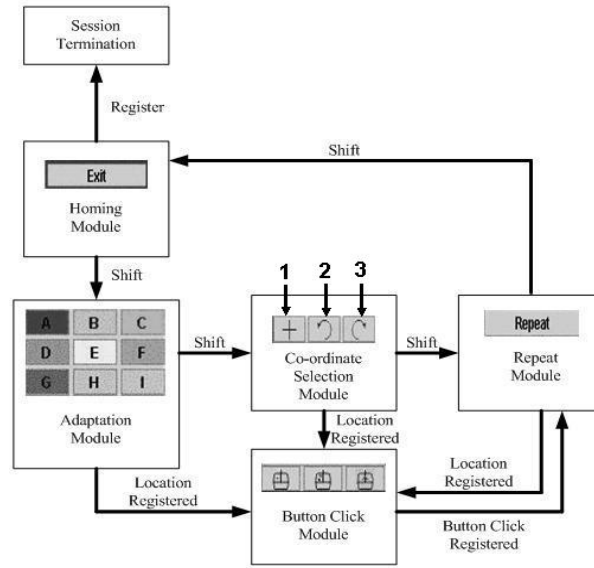 Session
Termination
Register
Exit
Homing
Module
Shift
Shift
A B C
D E F
G H I
Adaptation
Module
Shift
1 2 3
Co-ordinate
Selection
Module
Shift
Repeat
Repeat
Module
Location
Registered
Location
Registered
Button Click
Module
Location
Registered
Button Click
Registered